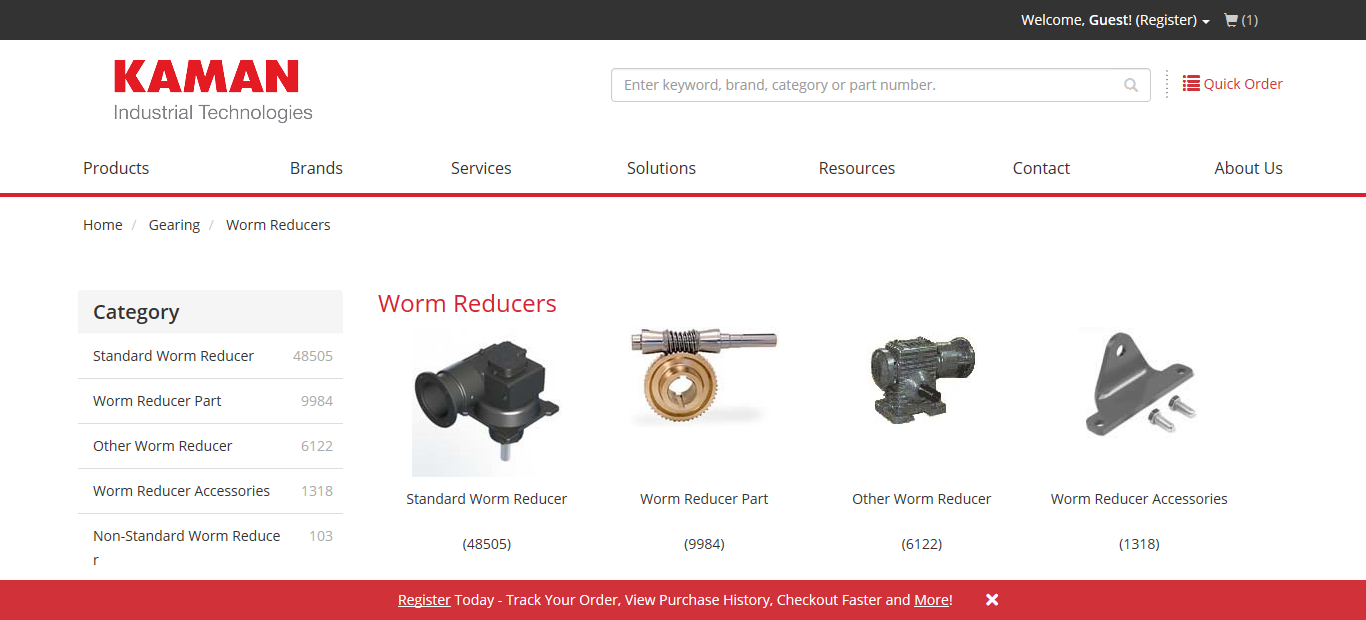 Welcome, Guest! (Register) (1)
KAMAN
Industrial Technologies
Enter keyword, brand, category or part number.
Quick Order
Products Brands Services Solutions Resources Contact About Us
Home / Gearing / Worm Reducers
Category
Standard Worm Reducer 48505
Worm Reducer Part 9984
Other Worm Reducer 6122
Worm Reducer Accessories 1318
Non-Standard Worm Reduce 103
r
Worm Reducers
Standard Worm Reducer Worm Reducer Part Other Worm Reducer Worm Reducer Accessories
(48505) (9984) (6122) (1318)
Register Today - Track Your Order, View Purchase History, Checkout Faster and More!